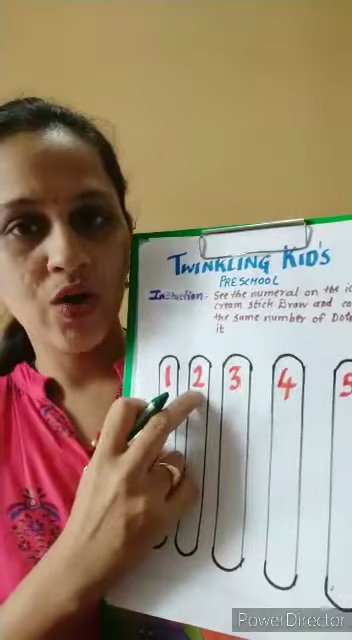 TWINKLING KID'S
PRESCHOOL
Instruction - See the numeral on the
cream stick Draw and
the same number of
it
1 2 3 4 5
PowerDirector